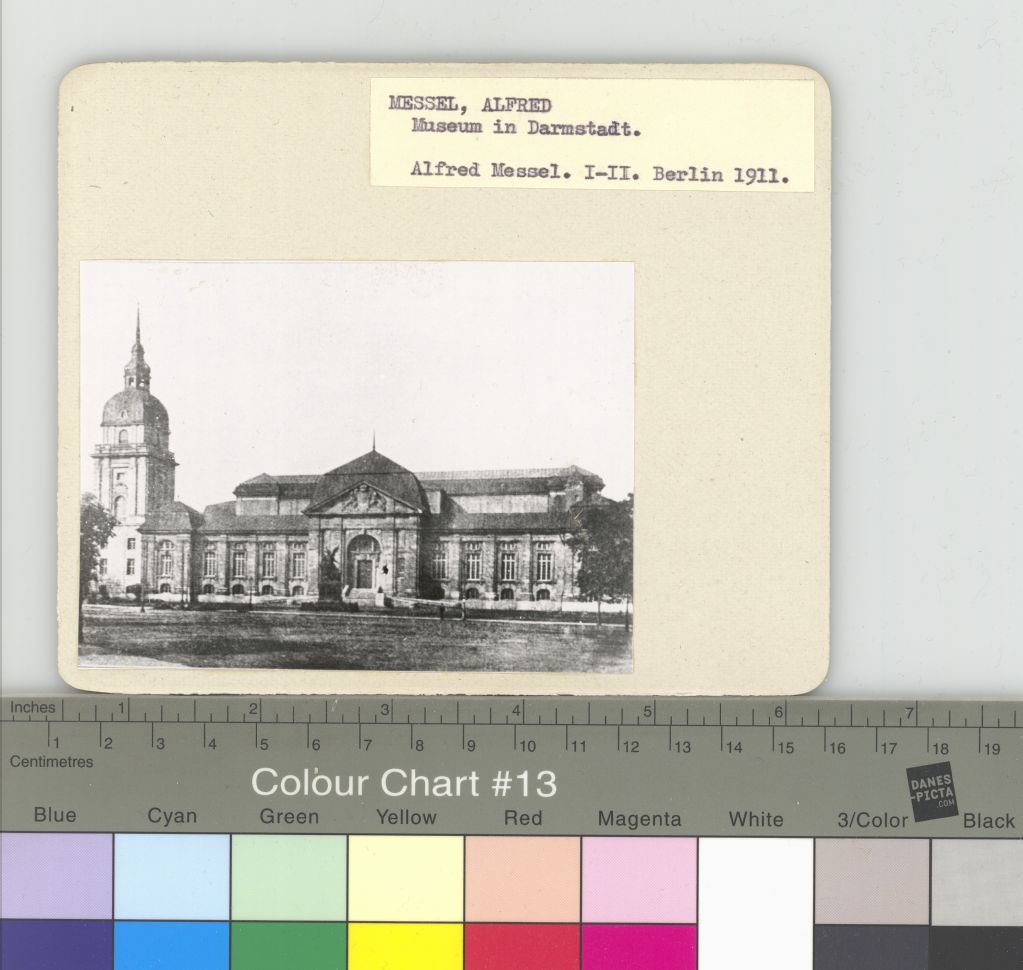 MESSEL, ALFRED
Museum in Darmstadt.
Alfred Messel. I-II. Berlin 1911.
Inches 1 2 3 4 5 6 7
1 2 3 4 5 6 7 8 9 10 11 12 13 14 15 16 17 18 19
Centimetres
Colour Chart #13
DANES
-PICTA
.COM
Blue Cyan Green Yellow Red Magenta White 3/Color Black